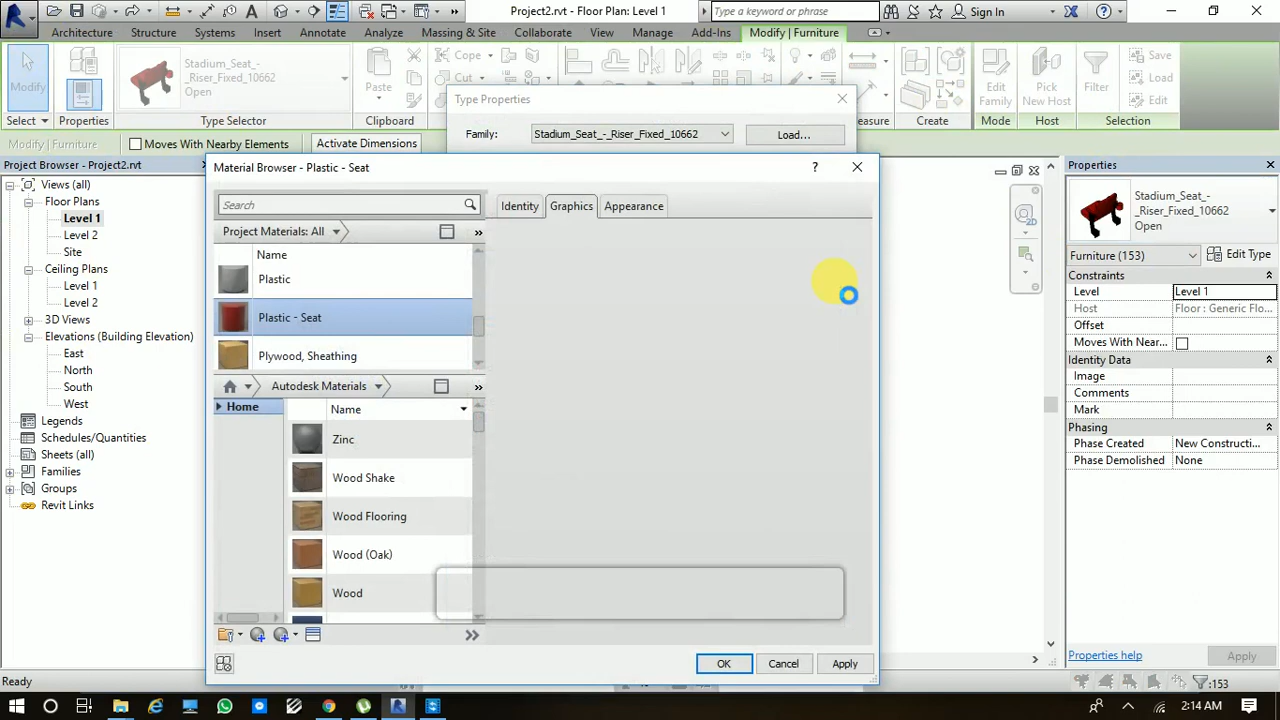 Project2.rvt - Floor Plan: Level 1
Type a keyword or phrase
Sign In
Architecture
Structure
Systems
Insert
Annotate
Analyze
Massing & Site
Collaborate
View
Manage
Add-Ins
Modify | Furniture
Modify
Select
Properties
Stadium_Seat_-
_Riser_Fixed_10662
Open
Type Selector
Paste
Cope
Cut
Clipboard
Measure
Create
Edit
Family
Mode
Pick
New Host
Host
Filter
Save
Load
Edit
Selection
Modify | Furniture
Moves With Nearby Elements
Activate Dimensions
Type Properties
Family:
Stadium_Seat_-_Riser_Fixed_10662
Load...
Project Browser - Project2.rvt
Views (all)
Floor Plans
Level 1
Level 2
Site
Ceiling Plans
Level 1
Level 2
3D Views
Elevations (Building Elevation)
East
North
South
West
Legends
Schedules/Quantities
Sheets (all)
Families
Groups
Revit Links
Material Browser - Plastic - Seat
Search
Project Materials: All
Name
Plastic
Plastic - Seat
Plywood, Sheathing
Autodesk Materials
Home
Name
Zinc
Wood Shake
Wood Flooring
Wood (Oak)
Wood
Identity
Graphics
Appearance
OK
Cancel
Apply
2D
Properties
Stadium_Seat_-
_Riser_Fixed_10662
Open
Furniture (153)
Edit Type
Constraints
Level
Level 1
Host
Floor : Generic Flo...
Offset
Moves With Near...
Identity Data
Image
Comments
Mark
Phasing
Phase Created
New Constructi...
Phase Demolished
None
Properties help
Apply
Ready
:153
2:14 AM